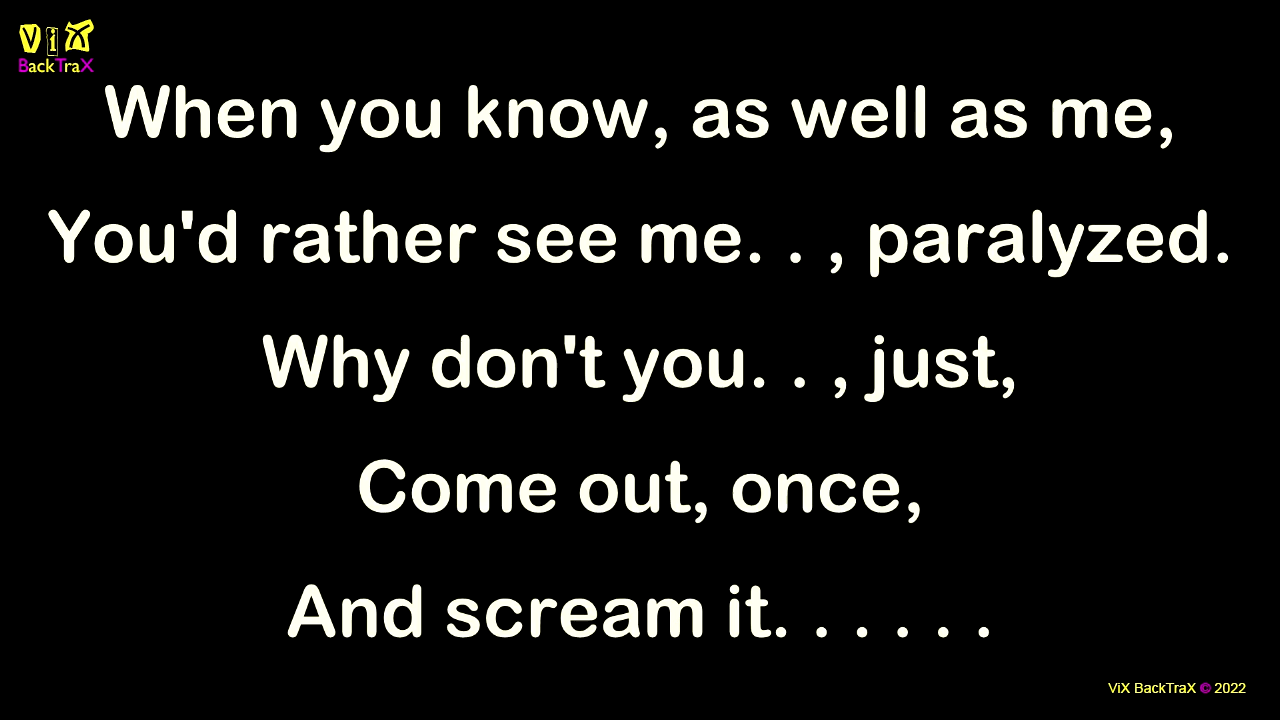 ViX
BackTraX
When you know, as well as me,
You'd rather see me. . , paralyzed.
Why don't you. . , just,
Come out, once,
And scream it. . . . . .
ViX BackTraX © 2022